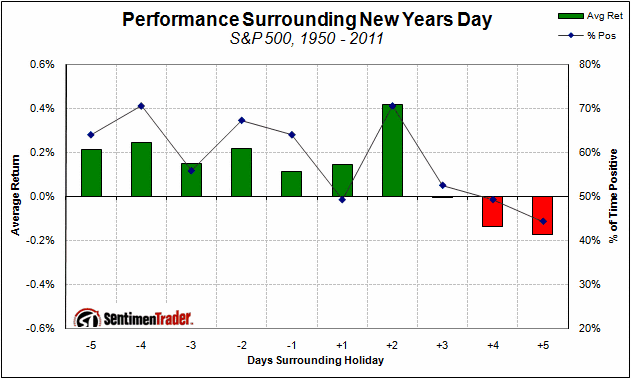 Performance Surrounding New Years Day
S&P 500, 1950 - 2011
Avg Ret
% Pos
0.6%
0.4%
0.2%
0.0%
-0.2%
-0.4%
-0.6%
Average Return
80%
70%
60%
50%
40%
30%
20%
% of Time Positive
SentimenTrader
-5 -4 -3 -2 -1 +1 +2 +3 +4 +5
Days Surrounding Holiday